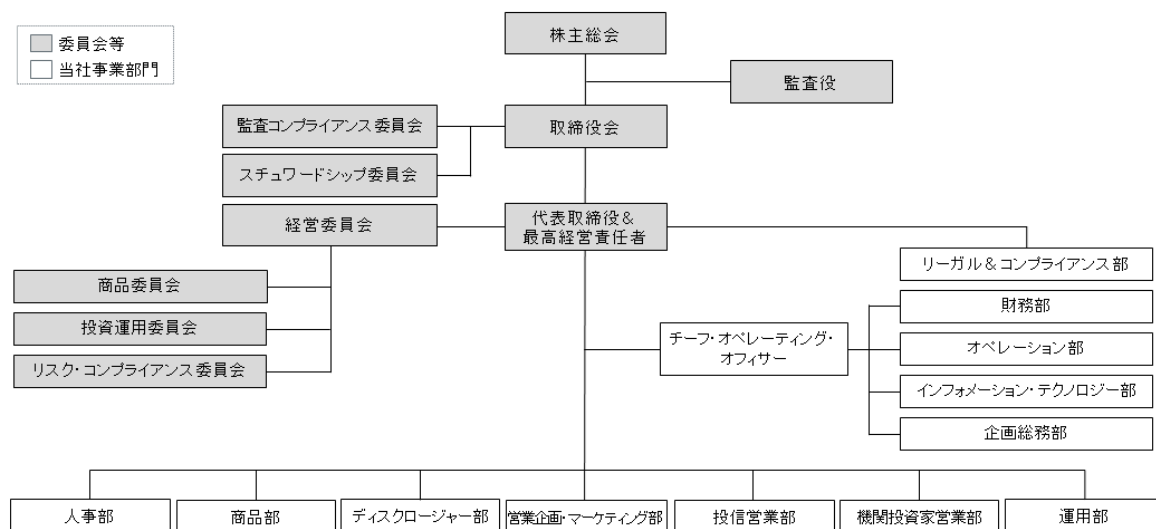 株主総会
委員会等
当社事業部門
監査役
監査コンプライアンス委員会
取締役会
スチュワードシップ委員会
経営委員会
代表取締役＆
最高経営責任者
リーガル＆コンプライアンス部
商品委員会
財務部
投資運用委員会
チーフ・オペレーティング・
オフィサー
オペレーション部
リスク・コンプライアンス委員会
インフォメーション・テクノロジー部
企画総務部
人事部
商品部
ディスクロージャー部
営業企画・マーケティング部
投信営業部
機関投資家営業部
運用部